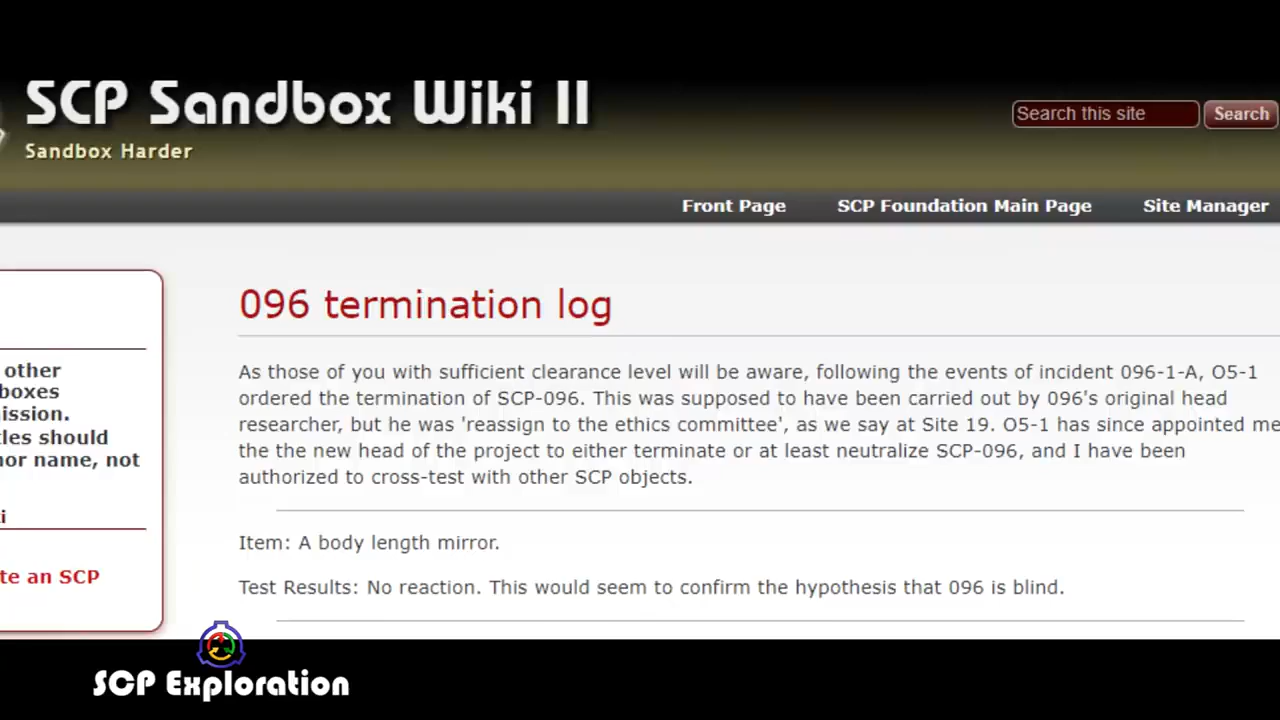 SCP Sandbox Wiki II
Sandbox Harder
Search this site
Search
Front Page
SCP Foundation Main Page
Site Manager
other
boxes
ission.
les should
or name, not
i
te an SCP
096 termination log
As those of you with sufficient clearance level will be aware, following the events of incident 096-1-A, O5-1
ordered the termination of SCP-096. This was supposed to have been carried out by 096's original head
researcher, but he was 'reassign to the ethics committee', as we say at Site 19. O5-1 has since appointed me
the the new head of the project to either terminate or at least neutralize SCP-096, and I have been
authorized to cross-test with other SCP objects.
Item: A body length mirror.
Test Results: No reaction. This would seem to confirm the hypothesis that 096 is blind.
SCP Exploration